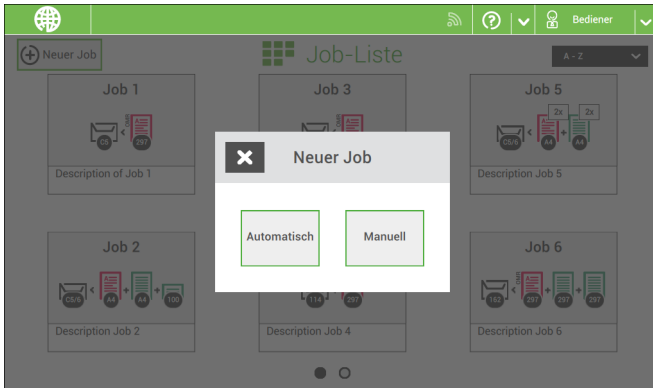 Bediener
Neuer Job
Job-Liste
A - Z
Job 1
C5
297
Description of Job 1
Job 3
Job 5
2x
2x
C5/6
A4
A4
Description Job 5
Neuer Job
Automatisch
Manuell
Job 2
C5/6
A4
A4
100
Description Job 2
114
297
Description Job 4
Job 6
162
297
297
297
Description Job 6